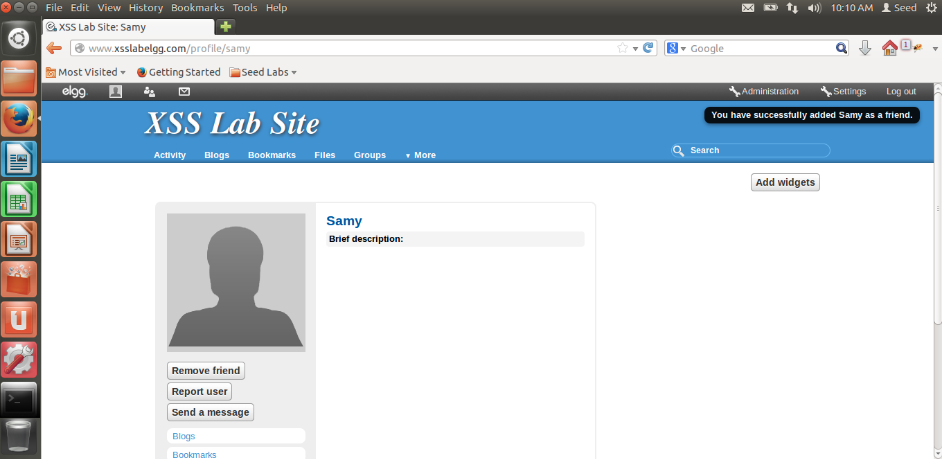 File Edit View History Bookmarks Tools Help 10:10 AM Seed
XSS Lab Site: Samy
www.xsslabelgg.com/profile/samy Google 1
Most Visited Getting Started Seed Labs
elgg. Administration Settings Log out
XSS Lab Site
You have successfully added Samy as a friend.
Activity Blogs Bookmarks Files Groups ▼ More Search
Add widgets
Samy
Brief description:
Remove friend
Report user
Send a message
Blogs
Bookmarks